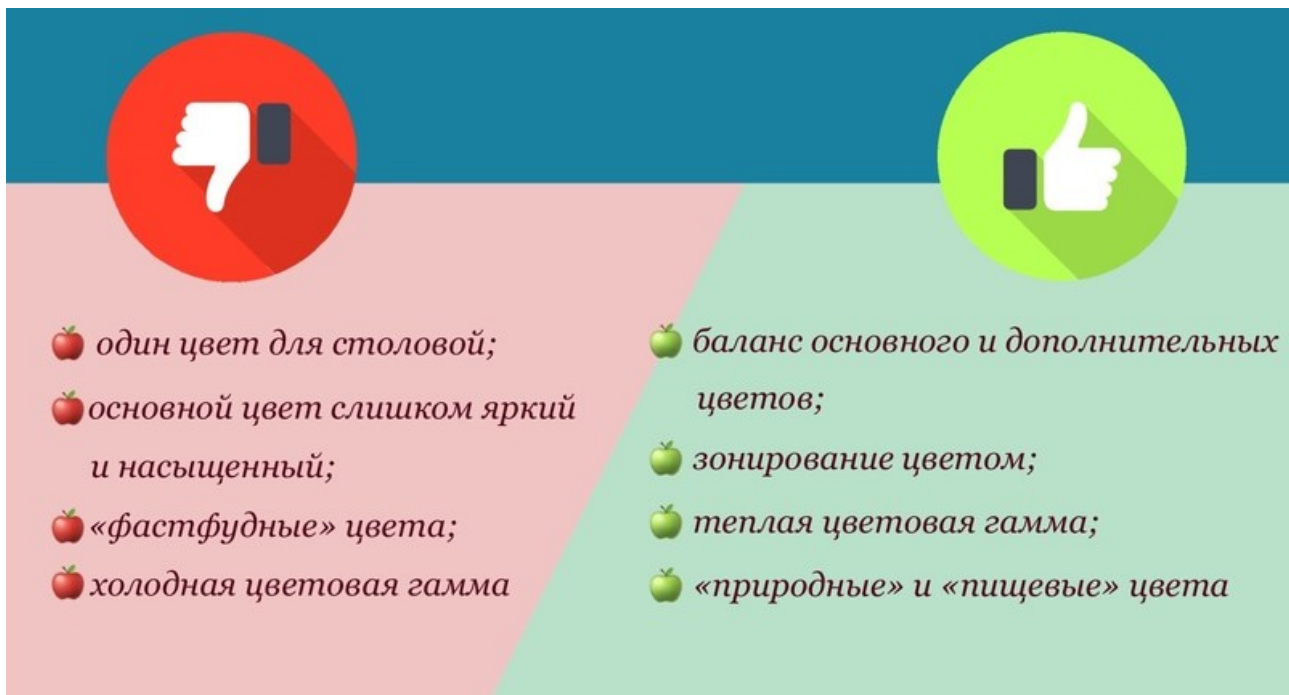 один цвет для столовой;
основной цвет слишком яркий
и насыщенный;
«фастфудные» цвета;
холодная цветовая гамма
баланс основного и дополнительных
цветов;
зонирование цветом;
теплая цветовая гамма;
«природные» и «пищевые» цвета